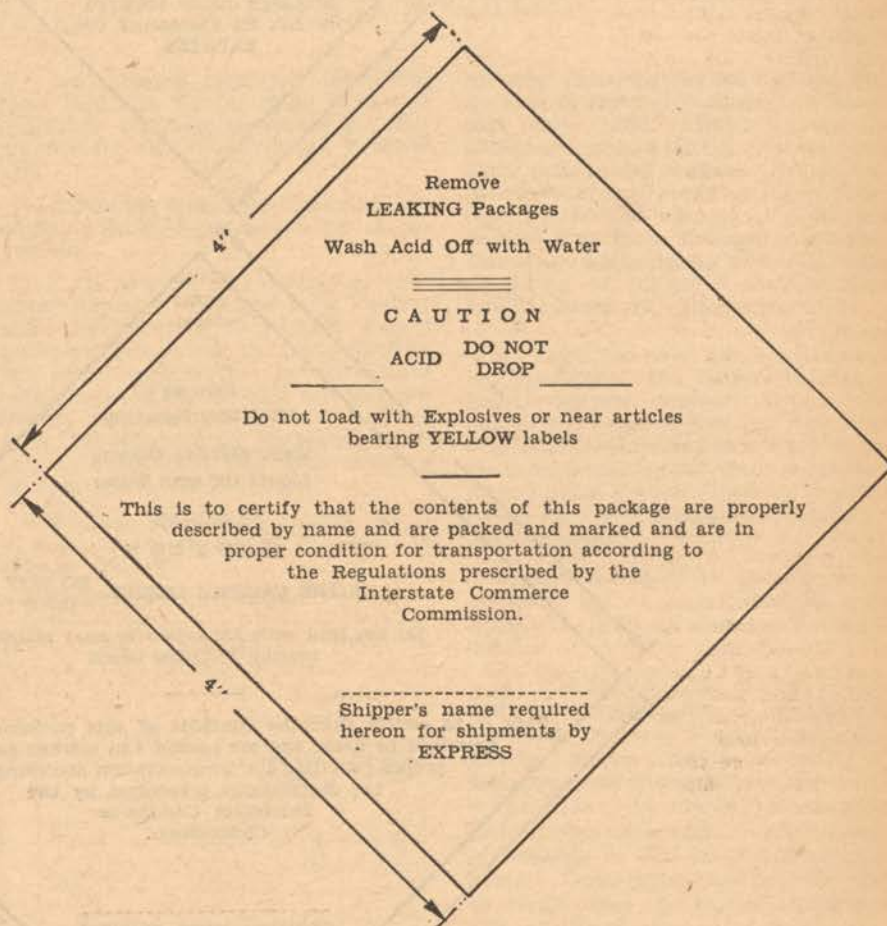 Remove
LEAKING Packages
Wash Acid Off with Water
CAUTION
ACID DO NOT
DROP
Do not load with Explosives or near articles
bearing YELLOW labels
This is to certify that the contents of this package are properly
described by name and are packed and marked and are in
proper condition for transportation according to
the Regulations prescribed by the
Interstate Commerce
Commission.
Shipper's name required
hereon for shipments by
EXPRESS
4"
4"